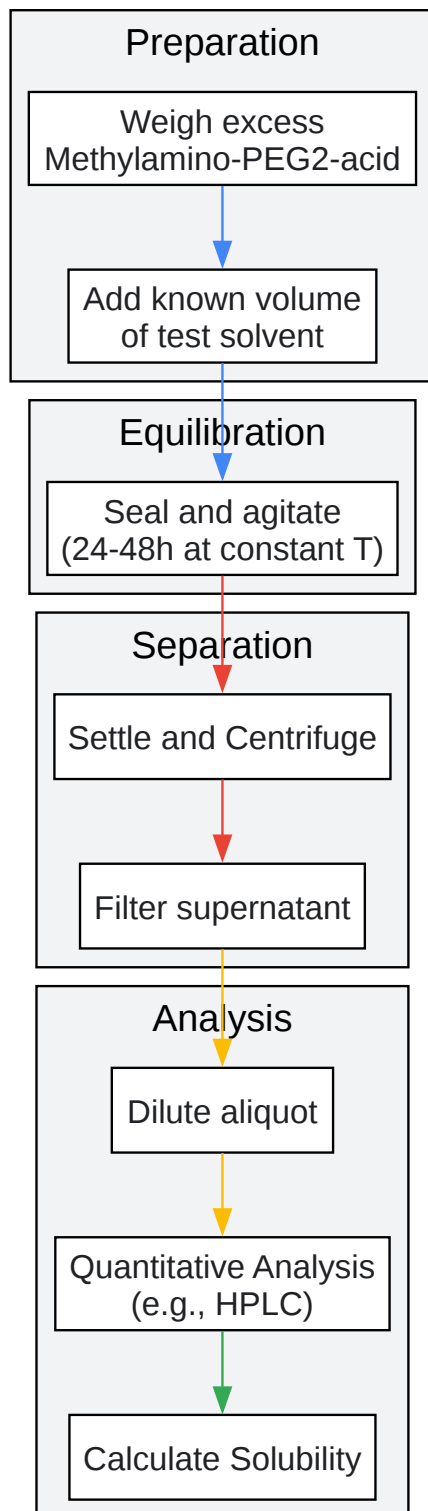 Preparation
Weigh excess
Methylamino-PEG2-acid
Add known volume
of test solvent
Equilibration
Seal and agitate
(24-48h at constant T)
Separation
Settle and Centrifuge
Filter supernatant
Analysis
Dilute aliquot
Quantitative Analysis
(e.g., HPLC)
Calculate Solubility